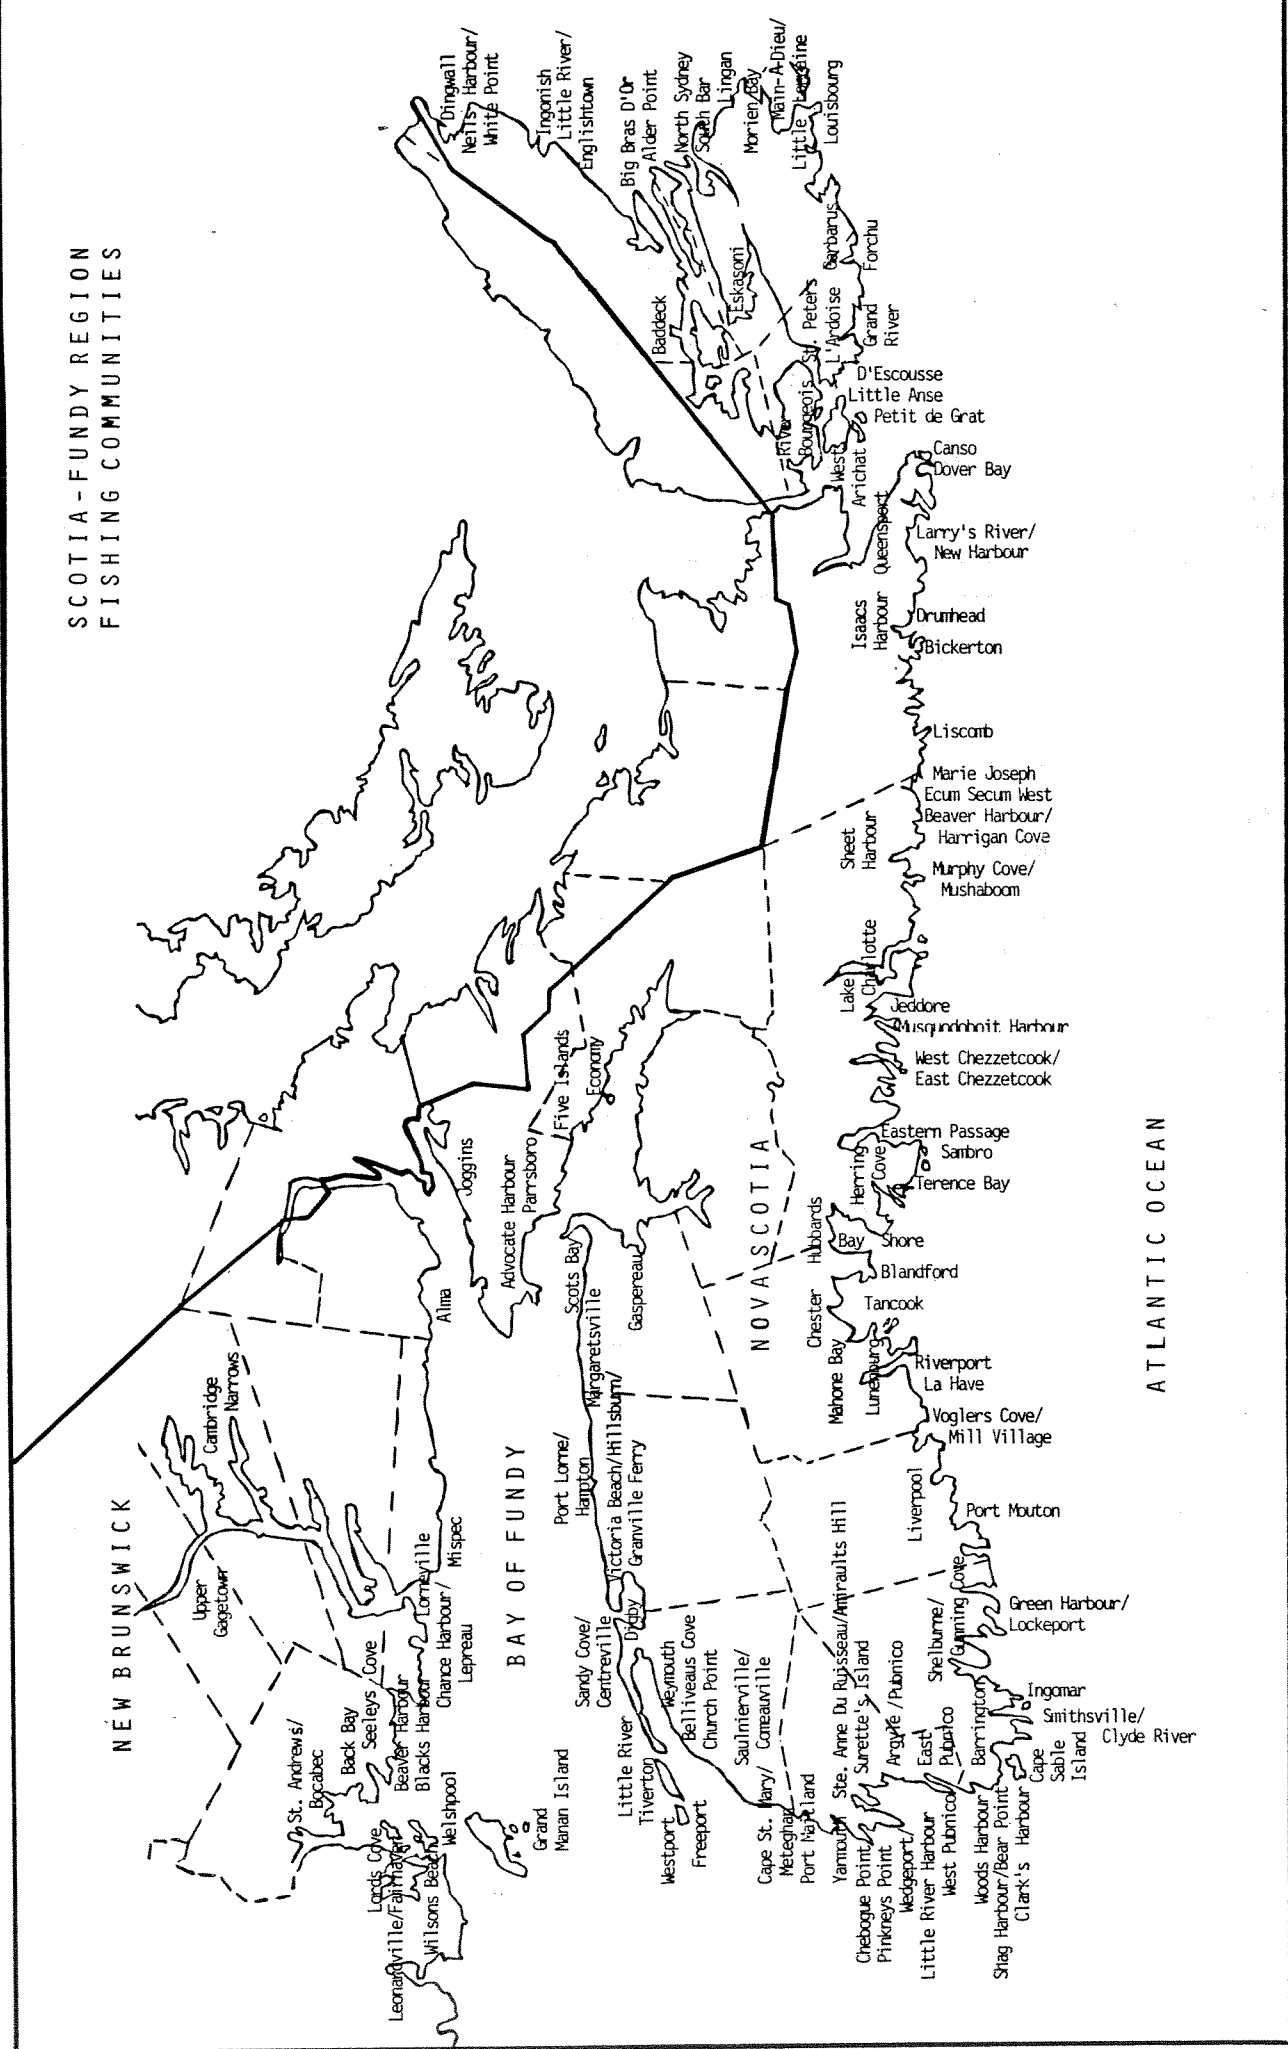 SCOTIA-FUNDY REGION
FISHING COMMUNITIES
NEW BRUNSWICK
BAY OF FUNDY
NOVA SCOTIA
ATLANTIC OCEAN
Dingwall
Neils Harbour/
White Point
Ingonish
Little River/
Englishtown
Big Bras D'Or
Alder Point
North Sydney
South Bar
Lingan
Morien Bay
Main-À-Dieu/
Little Lorraine
Louisbourg
Baddeck
Eskasoni
Gabarus
Forchu
St. Peters
L'Ardoise
Grand
River
River
Bourgeois
D'Escousse
Little Anse
Petit de Grat
West
Arichat
Canso
Dover Bay
Queensport
Larry's River/
New Harbour
Isaacs
Harbour
Drumhead
Bickerton
Liscomb
Marie Joseph
Ecum Secum West
Beaver Harbour/
Harrigan Cove
Sheet
Harbour
Murphy Cove/
Mushaboom
Lake
Charlotte
Jeddore
Musquodoboit Harbour
West Chezzetcook/
East Chezzetcook
Eastern Passage
Sambro
Herring
Cove
Terence Bay
Hubbards
Bay Shore
Blandford
Chester
Tancook
Mahone Bay
Lunenburg
Riverport
La Have
Voglers Cove/
Mill Village
Liverpool
Port Mouton
Gunning Cove
Shelburne/
Green Harbour/
Lockeport
Ingomar
Smithsville/
Clyde River
Barrington
Cape
Sable
Island
East
Pubnico
Argyle/Pubnico
Ste. Anne Du Ruisseau/Amiraults Hill
Surette's Island
Yarmouth
Chebogue Point
Pinkneys Point
Wedgeport
Little River Harbour
West Pubnico
Woods Harbour
Shag Harbour/Bear Point
Clark's Harbour
Cape St. Mary/
Meteghan
Port Maitland
Saulnierville/
Comeauville
Weymouth
Belliveaus Cove
Church Point
Westport
Freeport
Little River
Tiverton
Sandy Cove/
Centreville
Digby
Victoria Beach/Hillsburn/
Granville Ferry
Port Lorne/
Hampton
Margaretsville
Scots Bay
Gaspereau
Five Islands
Economy
Advocate Harbour
Parrsboro
Joggins
Alma
Cambridge
Narrows
Upper
Gagetown
Mispec
Lorneville
Chance Harbour/
Lepreau
Seeleys Cove
Beaver Harbour
Blacks Harbour
Back Bay
St. Andrews/
Bocabec
Welshpool
Grand
Manan Island
Lords Cove
Leonardville/Fairhaven
Wilsons Beach